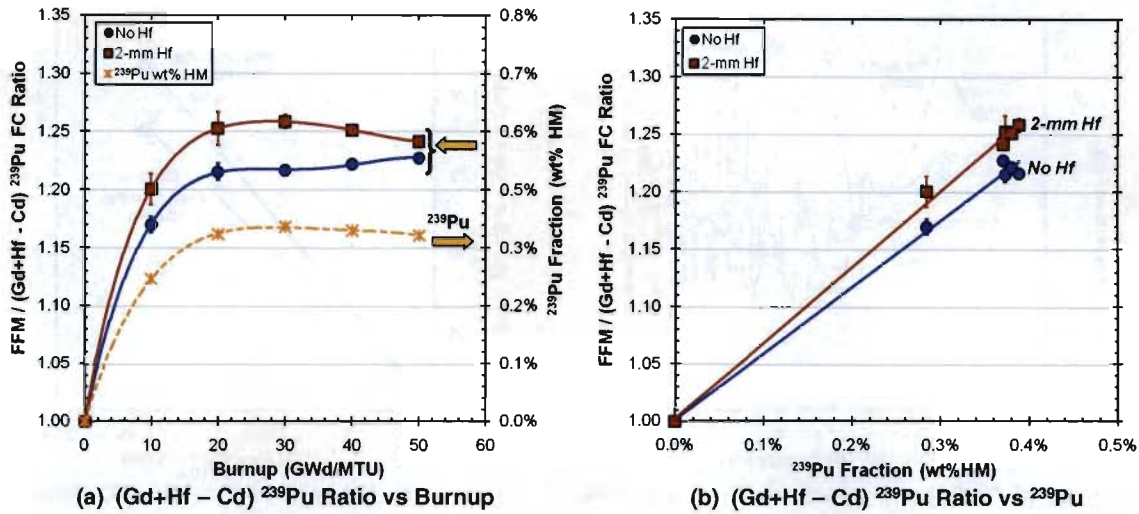 FFM / (Gd+Hf - Cd) ²³⁹Pu FC Ratio
1.35
1.30
1.25
1.20
1.15
1.10
1.05
1.00
No Hf
2-mm Hf
²³⁹Pu wt% HM
²³⁹Pu
0.8%
0.7%
0.6%
0.5%
0.3%
0.2%
0.1%
0.0%
²³⁹Pu Fraction (wt% HM)
0 10 20 30 40 50 60
Burnup (GWd/MTU)
(a) (Gd+Hf – Cd) ²³⁹Pu Ratio vs Burnup
FFM / (Gd+Hf - Cd) ²³⁹Pu FC Ratio
1.35
1.30
1.25
1.20
1.15
1.10
1.05
1.00
No Hf
2-mm Hf
2-mm Hf
No Hf
0.0% 0.1% 0.2% 0.3% 0.4% 0.5%
²³⁹Pu Fraction (wt%HM)
(b) (Gd+Hf – Cd) ²³⁹Pu Ratio vs ²³⁹Pu